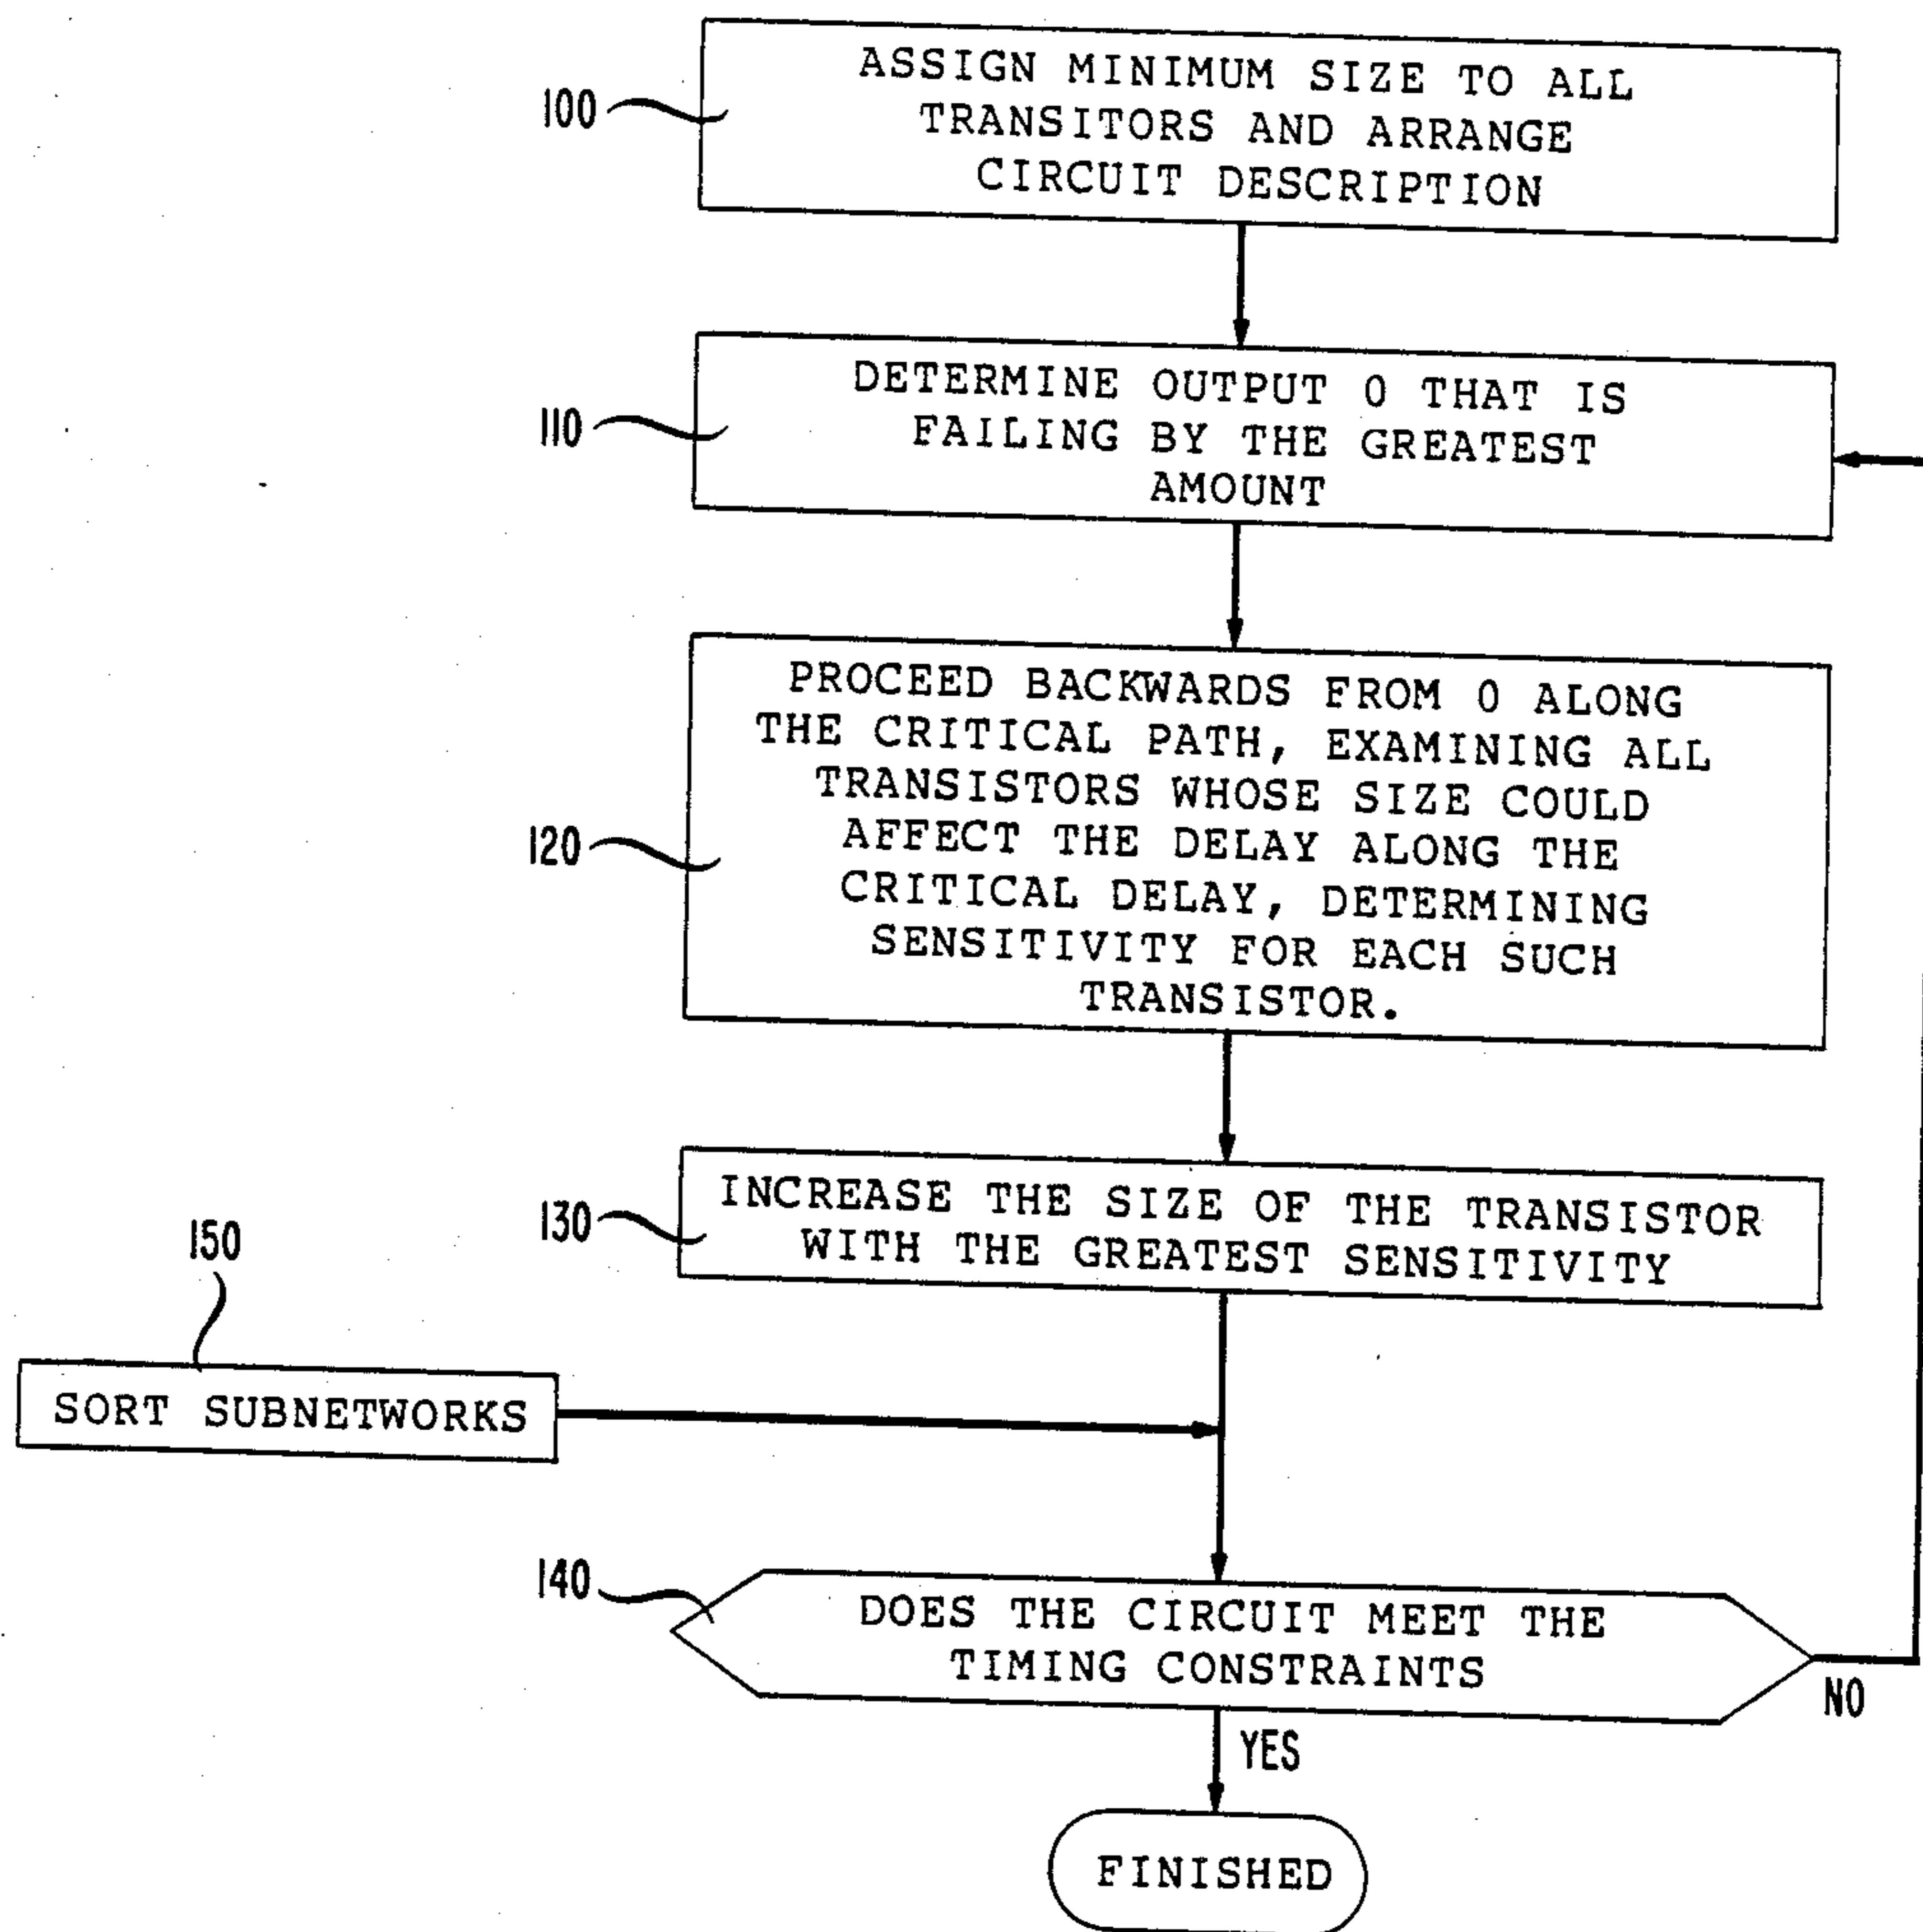 100
ASSIGN MINIMUM SIZE TO ALL
TRANSITORS AND ARRANGE
CIRCUIT DESCRIPTION
110
DETERMINE OUTPUT O THAT IS
FAILING BY THE GREATEST
AMOUNT
120
PROCEED BACKWARDS FROM O ALONG
THE CRITICAL PATH, EXAMINING ALL
TRANSISTORS WHOSE SIZE COULD
AFFECT THE DELAY ALONG THE
CRITICAL DELAY, DETERMINING
SENSITIVITY FOR EACH SUCH
TRANSISTOR.
130
INCREASE THE SIZE OF THE TRANSISTOR
WITH THE GREATEST SENSITIVITY
150
SORT SUBNETWORKS
140
DOES THE CIRCUIT MEET THE
TIMING CONSTRAINTS
NO
YES
FINISHED